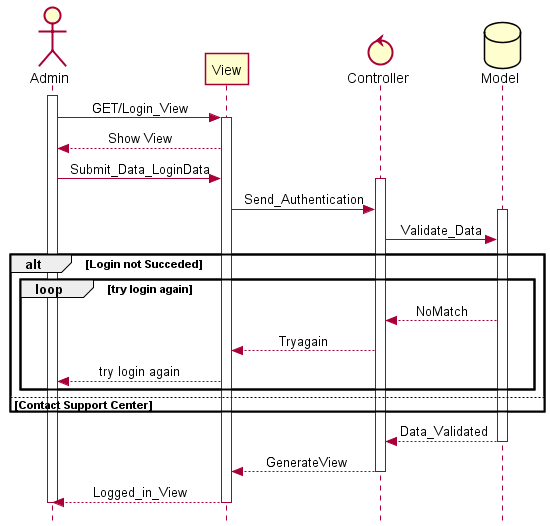 Admin
View
Controller
Model
GET/Login_View
Show View
Submit_Data_LoginData
Send_Authentication
Validate_Data
alt [Login not Succeded]
loop [try login again]
NoMatch
Tryagain
try login again
[Contact Support Center]
Data_Validated
GenerateView
Logged_in_View